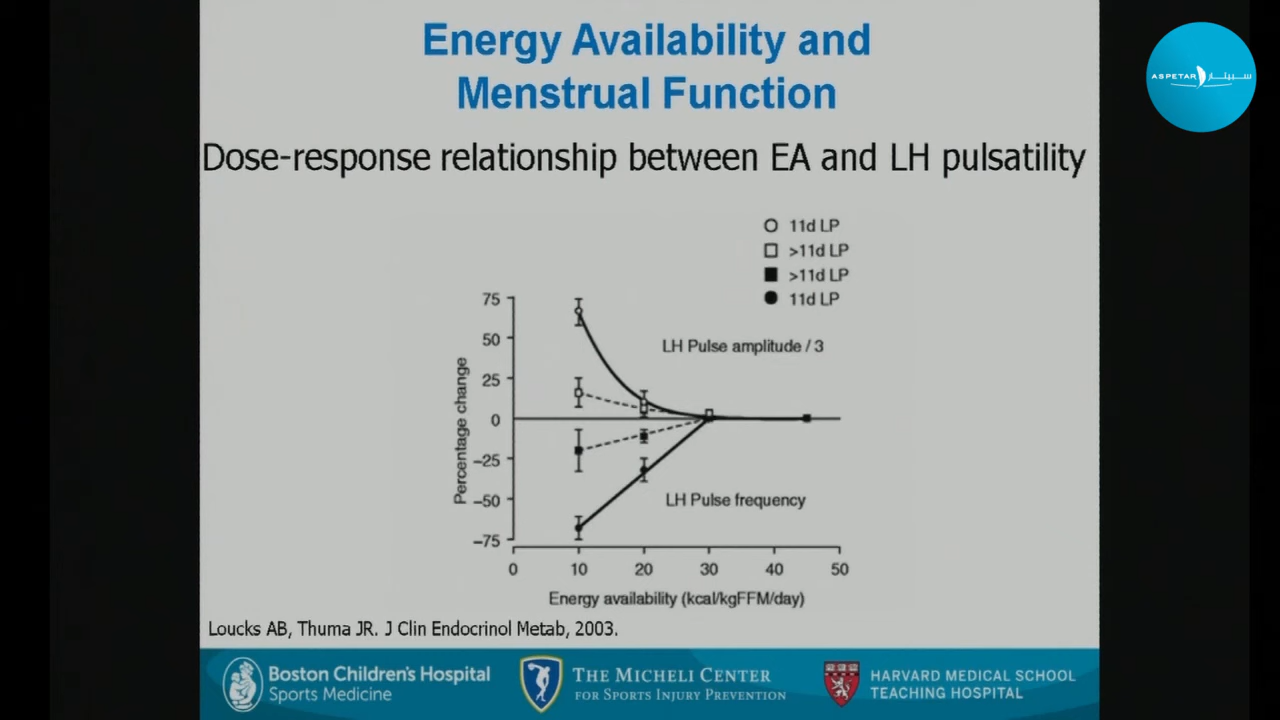 Energy Availability and
Menstrual Function
ASPETAR سبيتار
Dose-response relationship between EA and LH pulsatility
11d LP
>11d LP
>11d LP
11d LP
75
50
25
0
−25
−50
−75
Percentage change
LH Pulse amplitude / 3
LH Pulse frequency
0 10 20 30 40 50
Energy availability (kcal/kgFFM/day)
Loucks AB, Thuma JR. J Clin Endocrinol Metab, 2003.
Boston Children's Hospital
Sports Medicine
THE MICHELI CENTER
FOR SPORTS INJURY PREVENTION
HARVARD MEDICAL SCHOOL
TEACHING HOSPITAL